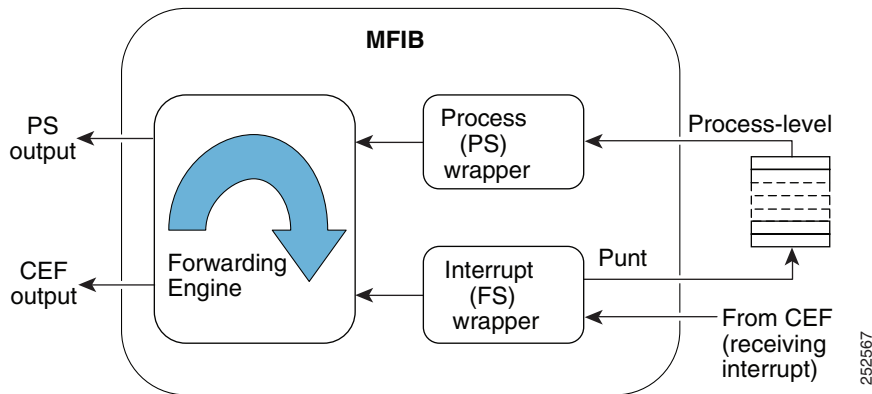 MFIB
PS
output
CEF
output
Forwarding
Engine
Process
(PS)
wrapper
Interrupt
(FS)
wrapper
Process-level
Punt
From CEF
(receiving
interrupt)
252567